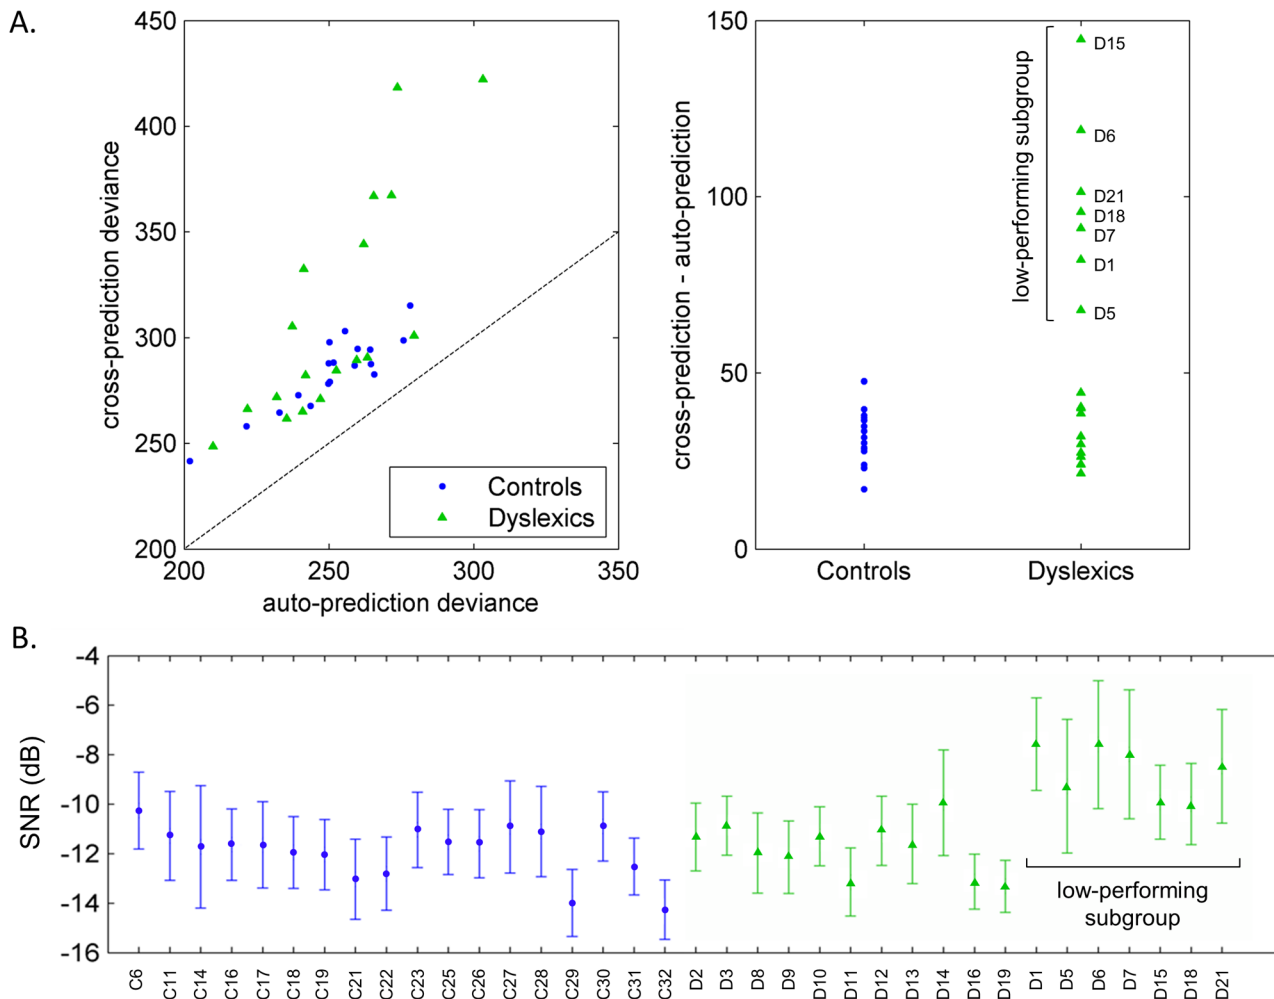 A.
450
400
350
300
250
200
200
250
300
350
cross-prediction deviance
auto-prediction deviance
Controls
Dyslexics
150
100
50
0
cross-prediction - auto-prediction
low-performing subgroup
D15
D6
D21
D18
D7
D1
D5
Controls
Dyslexics
B.
-4
-6
-8
-10
-12
-14
-16
SNR (dB)
low-performing
subgroup
C6
C11
C14
C16
C17
C18
C19
C21
C22
C23
C25
C26
C27
C28
C29
C30
C31
C32
D2
D3
D8
D9
D10
D11
D12
D13
D14
D16
D19
D1
D5
D6
D7
D15
D18
D21